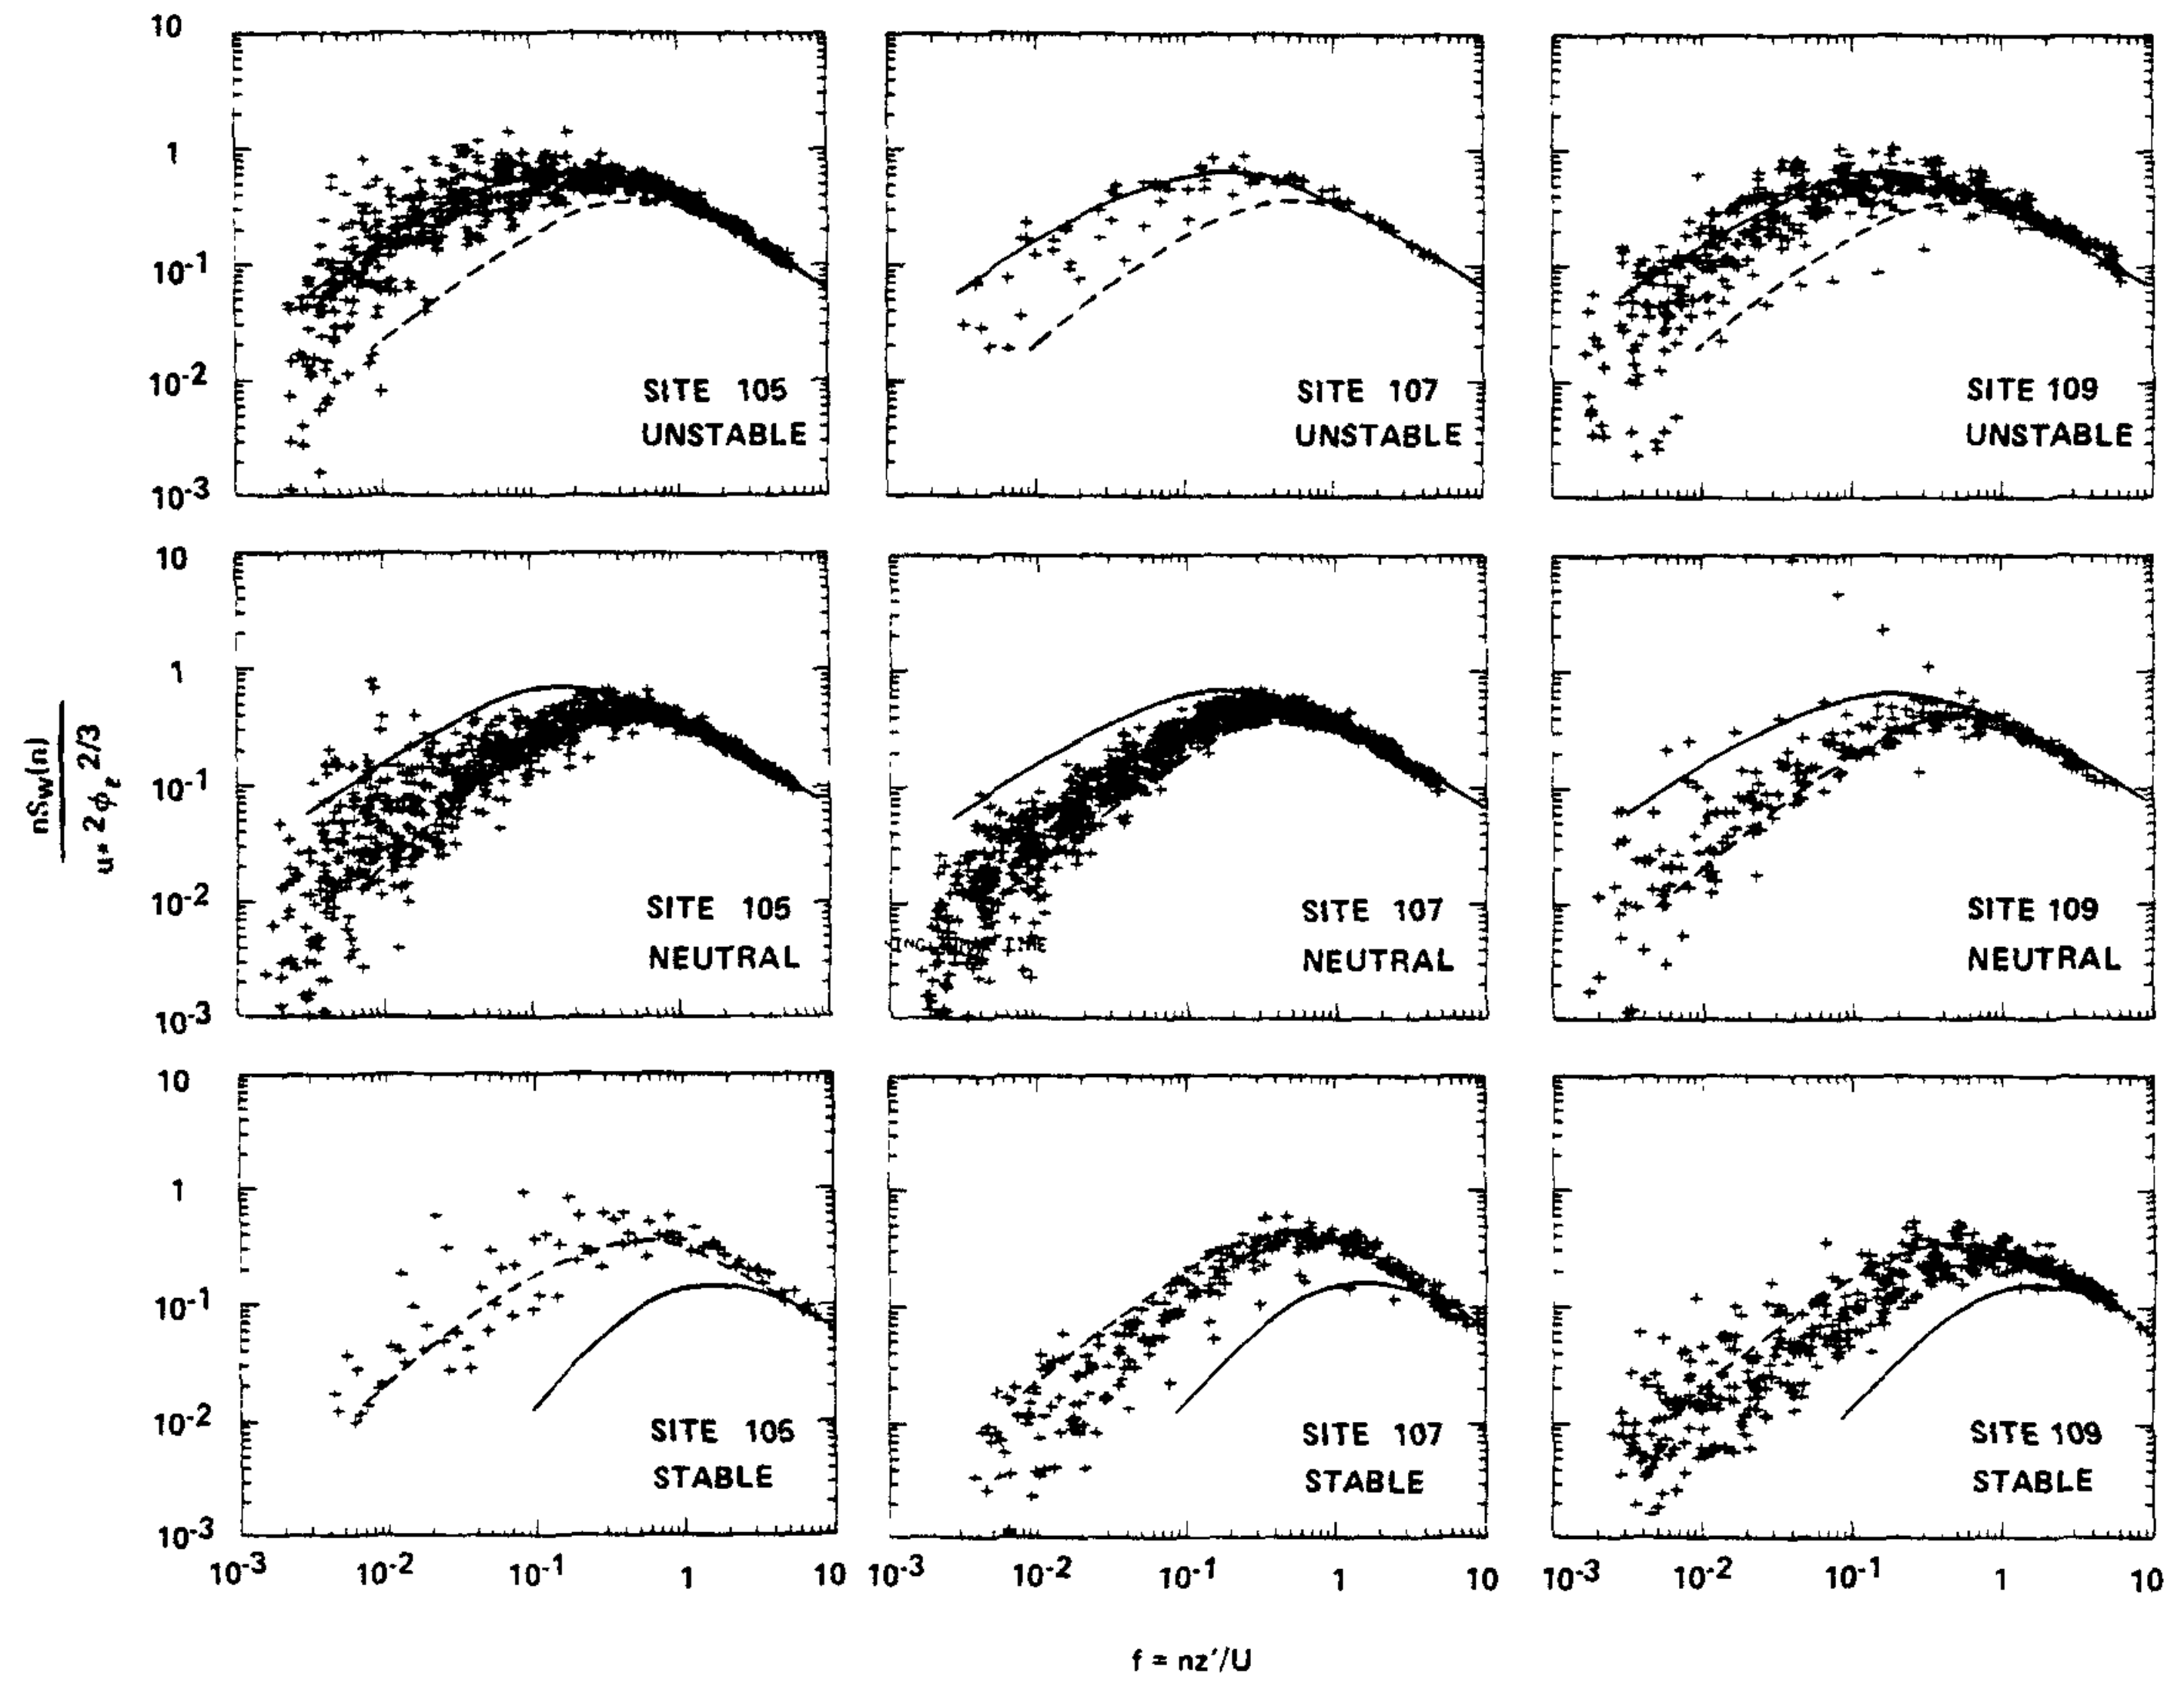 10
1
10-1
10-2
10-3
SITE 105
UNSTABLE
SITE 107
UNSTABLE
SITE 109
UNSTABLE
10
1
10-1
10-2
10-3
SITE 105
NEUTRAL
SITE 107
NEUTRAL
SITE 109
NEUTRAL
nSw(n)
u* 2 ϕε 2/3
10
1
10-1
10-2
10-3
SITE 105
STABLE
SITE 107
STABLE
SITE 109
STABLE
10-3 10-2 10-1 1 10
10-3 10-2 10-1 1 10
10-3 10-2 10-1 1 10
f = nz′/U